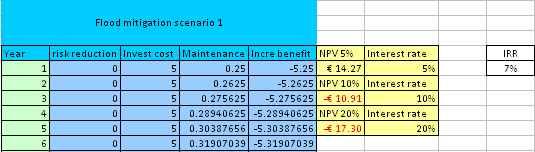 Flood mitigation scenario 1
Year risk reduction Invest cost Maintenance Incre benefit NPV 5% Interest rate IRR
1 0 5 0.25 -5.25 € 14.27 5% 7%
2 0 5 0.2625 -5.2625 NPV 10% Interest rate
3 0 5 0.275625 -5.275625 -€ 10.91 10%
4 0 5 0.28940625 -5.28940625 NPV 20% Interest rate
5 0 5 0.30387656 -5.30387656 -€ 17.30 20%
6 0 5 0.31907039 -5.31907039